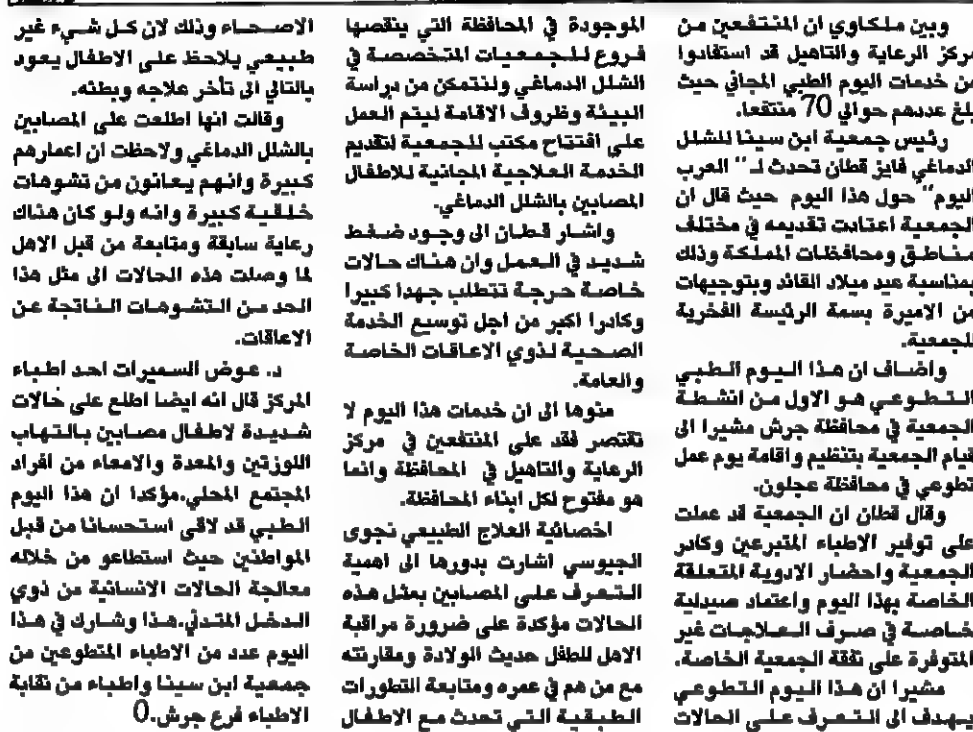 وبين ملكاوي ان المنتفعين من
مركز الرعاية والتاهيل قد استفادوا
من خدمات اليوم الطبي المجاني حيث
بلغ عددهم حوالي 70 منتفعا.
رئيس جمعية ابن سينا للشلل
الدماغي فايز قطان تحدث لـ "العرب
اليوم" حول هذا اليوم حيث قال ان
الجمعية اعتادت تقديمه في مختلف
مناطق ومحافظات المملكة وذلك
بمناسبة عيد ميلاد القائد وبتوجيهات
من الاميرة بسمة الرئيسة الفخرية
للجمعية.
واضاف ان هذا اليوم الطبي
التطوعي هو الاول من انشطة
الجمعية في محافظة جرش مشيرا الى
قيام الجمعية بتنظيم واقامة يوم عمل
تطوعي في محافظة عجلون.
وقال قطان ان الجمعية قد عملت
على توفير الاطباء المتبرعين وكادر
الجمعية واحضار الادوية المتعلقة
الخاصة بهذا اليوم واعتماد صيدلية
خاصة في صرف العلاجات غير
المتوفرة على نفقة الجمعية الخاصة.
مشيرا ان هذا اليوم التطوعي
يهدف الى التعرف على الحالات
الموجودة في المحافظة التي ينقصها
فروع للجمعيات المتخصصة في
الشلل الدماغي ولنتمكن من دراسة
البيئة وظروف الاقامة ليتم العمل
على افتتاح مكتب للجمعية لتقديم
الخدمة العلاجية المجانية للاطفال
المصابين بالشلل الدماغي.
واشار قطان الى وجود ضغط
شديد في العمل وان هناك حالات
خاصة حرجة تتطلب جهدا كبيرا
وكادرا اكبر من اجل توسيع الخدمة
الصحية لذوي الاعاقات الخاصة
والعامة.
منوها الى ان خدمات هذا اليوم لا
تقتصر فقد على المنتفعين في مركز
الرعاية والتاهيل في المحافظة وانما
هو مفتوح لكل ابناء المحافظة.
اخصائية العلاج الطبيعي نجوى
الجيوسي اشارت بدورها الى اهمية
التعرف على المصابين بمثل هذه
الحالات مؤكدة على ضرورة مراقبة
الاهل للطفل حديث الولادة ومقارنته
مع من هم في عمره ومتابعة التطورات
الطبقية التي تحدث مع الاطفال
الاصحاء وذلك لان كل شيء غير
طبيعي يلاحظ على الاطفال يعود
بالتالي الى تأخر علاجه وبطئه.
وقالت انها اطلعت على المصابين
بالشلل الدماغي ولاحظت ان اعمارهم
كبيرة وانهم يعانون من تشوهات
خلقية كبيرة وانه ولو كان هناك
رعاية سابقة ومتابعة من قبل الاهل
لما وصلت هذه الحالات الى مثل هذا
الحد من التشوهات الناتجة عن
الاعاقات.
د. عوض السميرات احد اطباء
المركز قال انه ايضا اطلع على حالات
شديدة لاطفال مصابين بالتهاب
اللوزتين والمعدة والامعاء من افراد
المجتمع المحلي.مؤكدا ان هذا اليوم
الطبي قد لاقى استحسانا من قبل
المواطنين حيث استطاعو من خلاله
معالجة الحالات الانسانية من ذوي
الدخل المتدني.هذا وشارك في هذا
اليوم عدد من الاطباء المتطوعين من
جمعية ابن سينا واطباء من نقابة
الاطباء فرع جرش.0